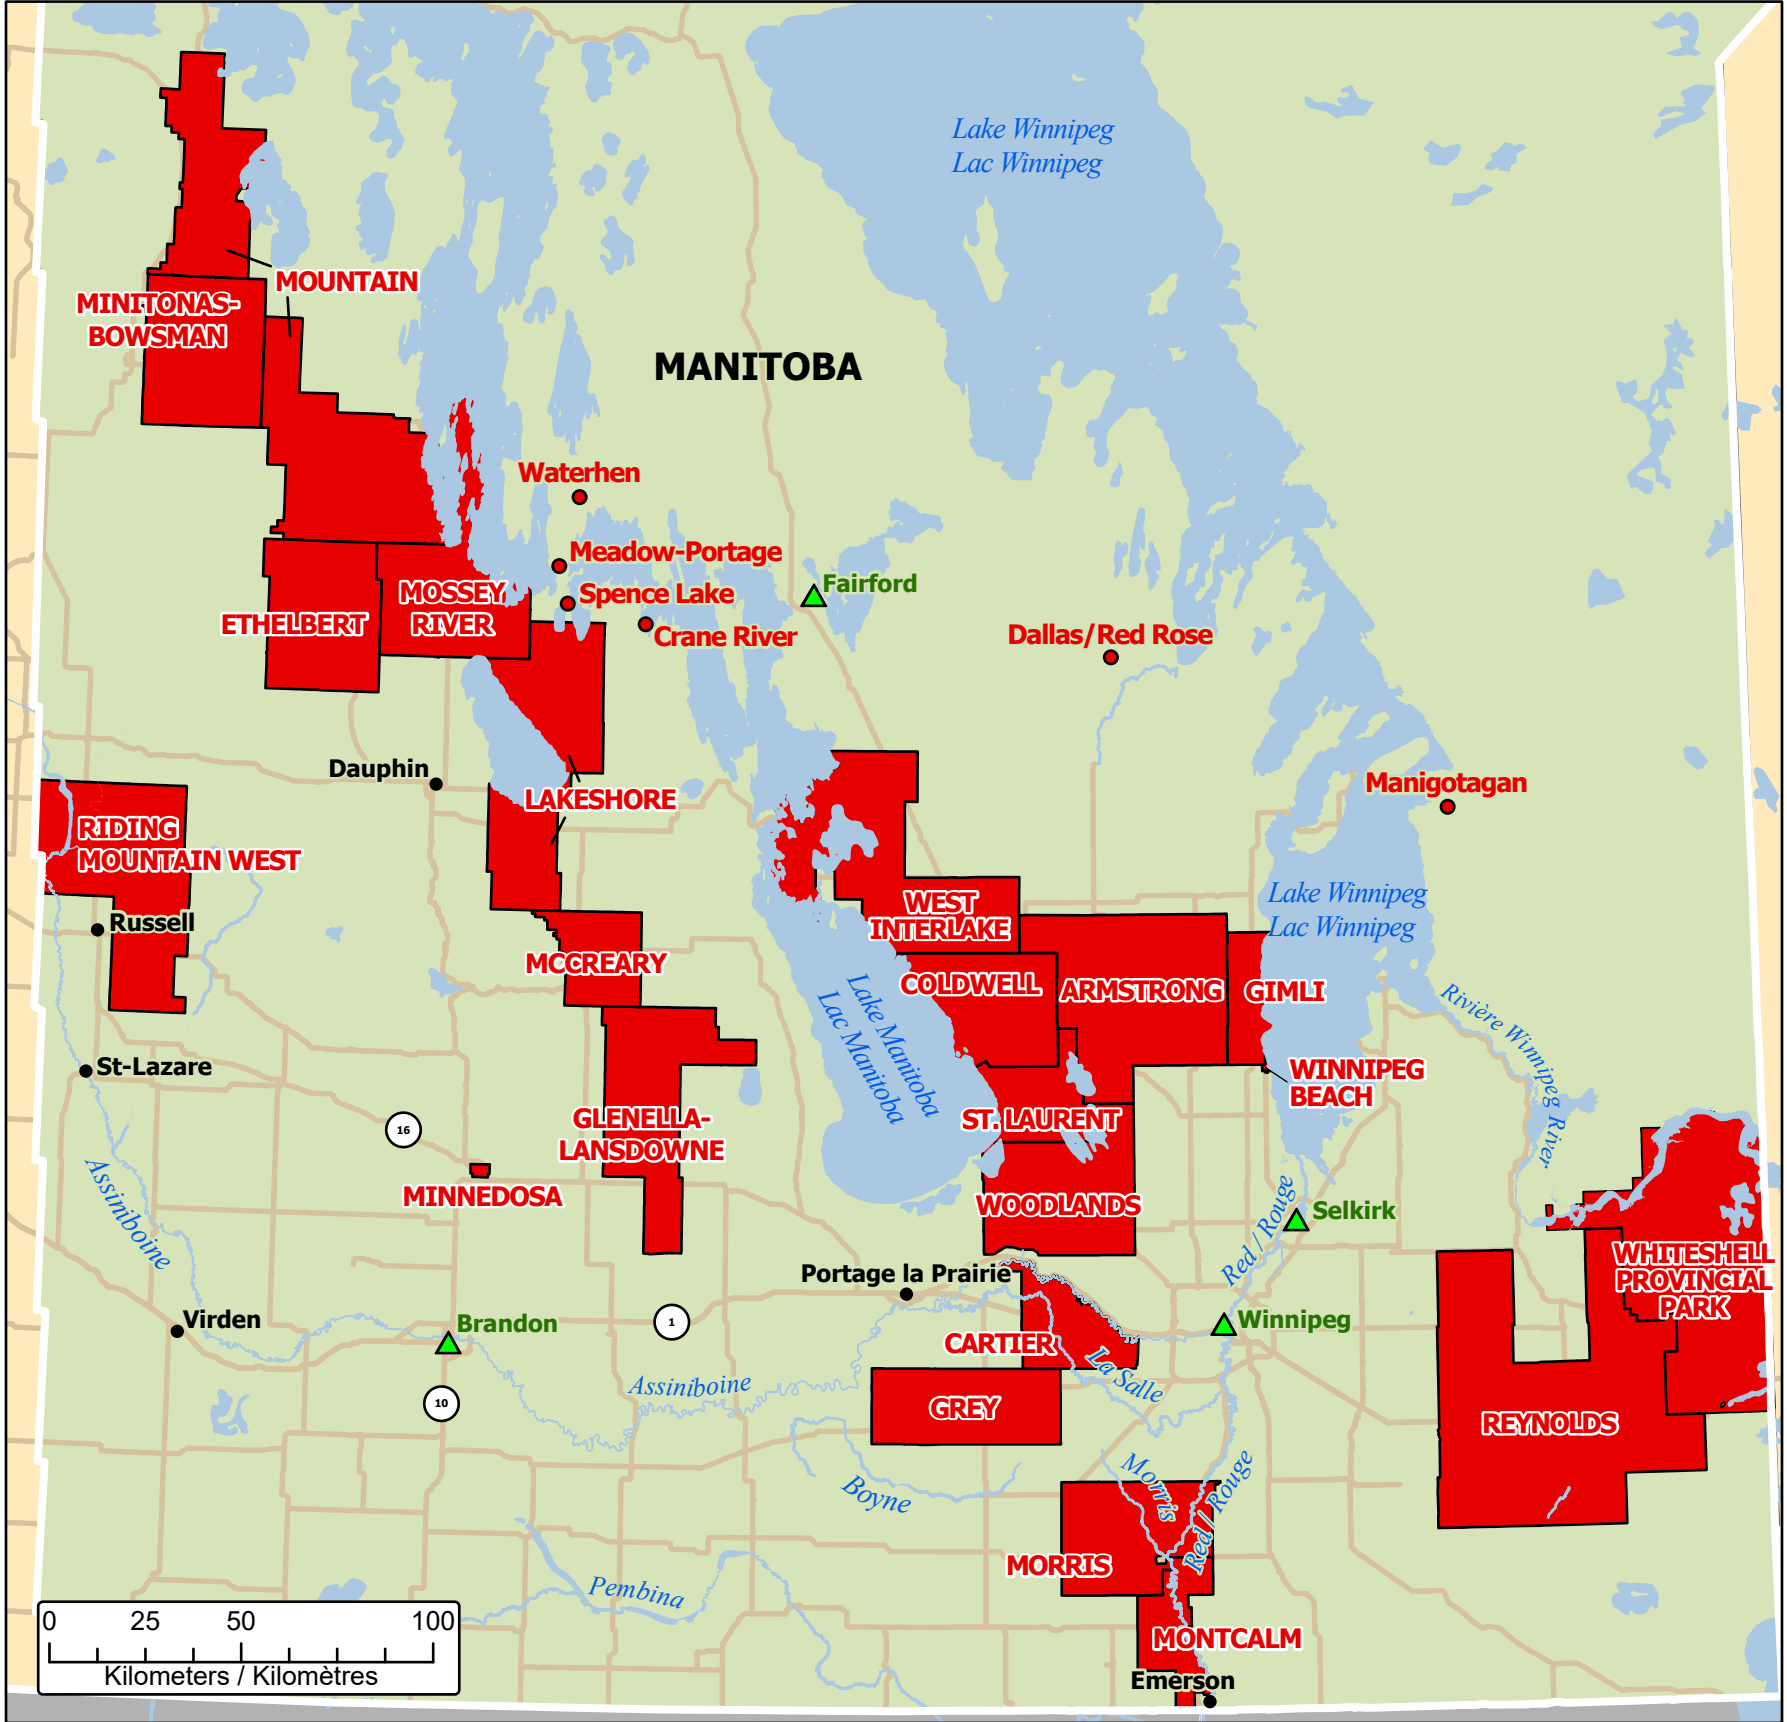 Lake Winnipeg
Lac Winnipeg
MOUNTAIN
MINITONAS-
BOWSMAN
MANITOBA
Waterhen
Meadow-Portage
Fairford
Spence Lake
MOSSEY
RIVER
ETHELBERT
Crane River
Dallas/Red Rose
Dauphin
LAKESHORE
Manigotagan
RIDING
MOUNTAIN WEST
Lake Winnipeg
Lac Winnipeg
Russell
WEST
INTERLAKE
MCCREARY
COLDWELL
ARMSTRONG
GIMLI
Lake Manitoba
Lac Manitoba
Rivière Winnipeg River
St-Lazare
WINNIPEG
BEACH
16
GLENELLA-
LANSDOWNE
ST. LAURENT
MINNEDOSA
WOODLANDS
Assiniboine
Red / Rouge
Selkirk
WHITESHELL
PROVINCIAL
PARK
Portage la Prairie
Virden
Brandon
1
Winnipeg
CARTIER
La Salle
Assiniboine
10
GREY
REYNOLDS
Boyne
Morris
Red / Rouge
MORRIS
Pembina
MONTCALM
Emerson
0 25 50 100
Kilometers / Kilomètres